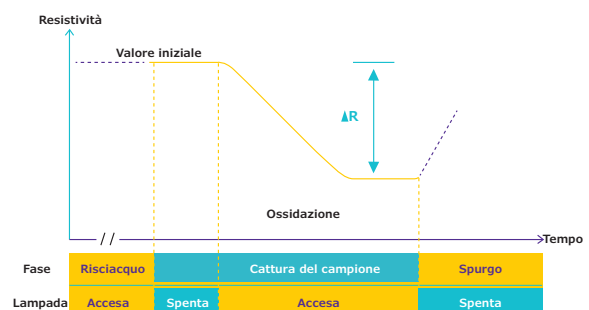 Resistività
Valore iniziale
ΔR
Ossidazione
Tempo
Fase Risciacquo Cattura del campione Spurgo
Lampada Accesa Spenta Accesa Spenta